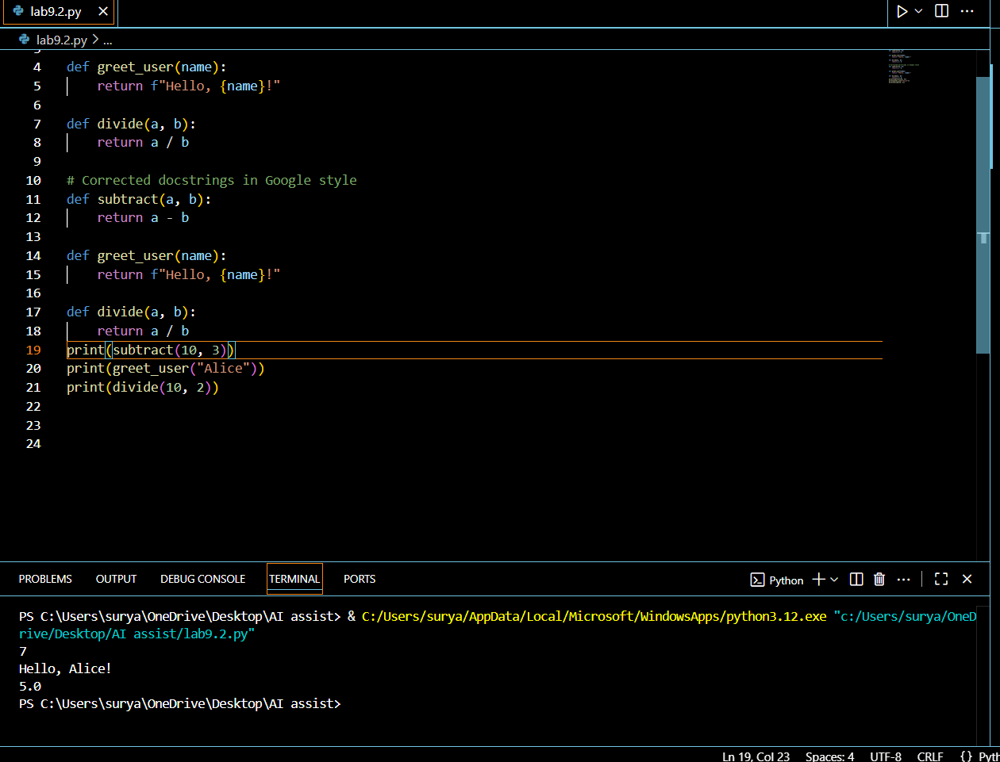 lab9.2.py
lab9.2.py > ...
4 def greet_user(name):
5 return f"Hello, {name}!"
6
7 def divide(a, b):
8 return a / b
9
10 # Corrected docstrings in Google style
11 def subtract(a, b):
12 return a - b
13
14 def greet_user(name):
15 return f"Hello, {name}!"
16
17 def divide(a, b):
18 return a / b
19 print(subtract(10, 3))
20 print(greet_user("Alice"))
21 print(divide(10, 2))
22
23
24
PROBLEMS OUTPUT DEBUG CONSOLE TERMINAL PORTS Python
PS C:\Users\surya\OneDrive\Desktop\AI assist> & C:/Users/surya/AppData/Local/Microsoft/WindowsApps/python3.12.exe "c:/Users/surya/OneD
rive/Desktop/AI assist/lab9.2.py"
7
Hello, Alice!
5.0
PS C:\Users\surya\OneDrive\Desktop\AI assist>
Ln 19, Col 23 Spaces: 4 UTF-8 CRLF {} Pyth